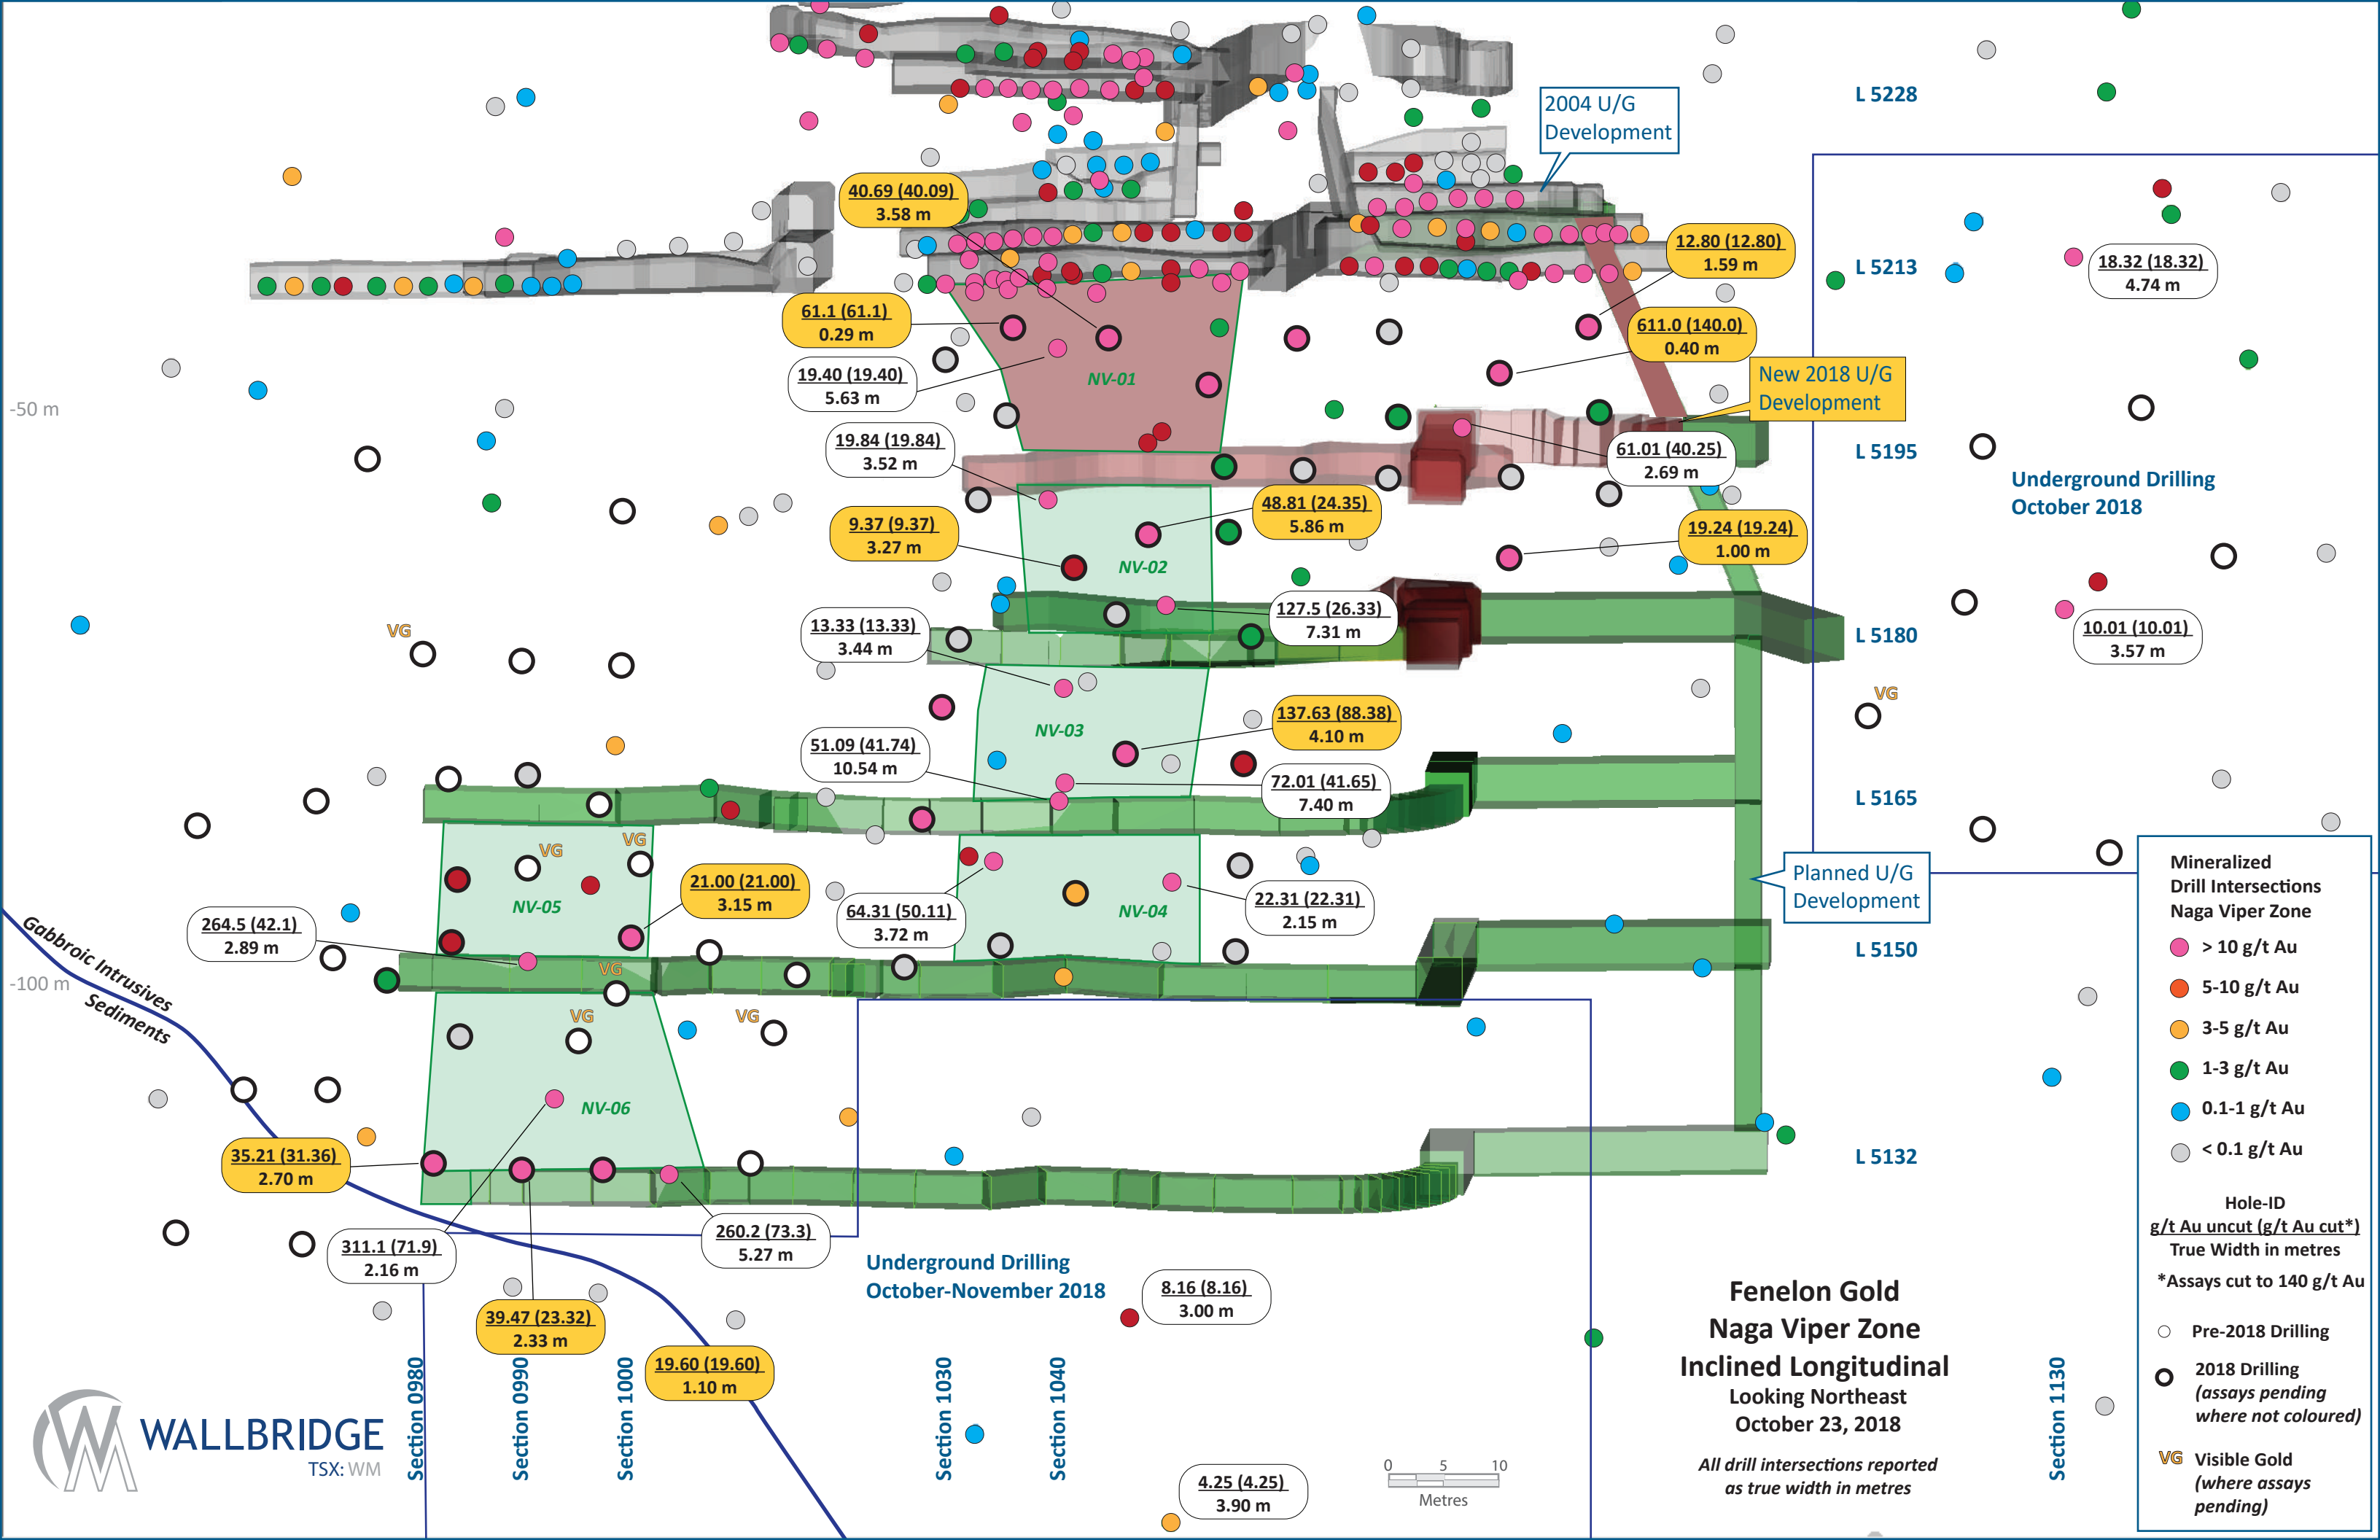 L 5228
2004 U/G
Development
40.69 (40.09)
3.58 m
12.80 (12.80)
1.59 m
L 5213
18.32 (18.32)
4.74 m
61.1 (61.1)
0.29 m
611.0 (140.0)
0.40 m
19.40 (19.40)
5.63 m
NV-01
New 2018 U/G
Development
-50 m
19.84 (19.84)
3.52 m
61.01 (40.25)
2.69 m
L 5195
Underground Drilling
October 2018
48.81 (24.35)
5.86 m
9.37 (9.37)
3.27 m
19.24 (19.24)
1.00 m
NV-02
127.5 (26.33)
7.31 m
VG
13.33 (13.33)
3.44 m
L 5180
10.01 (10.01)
3.57 m
VG
137.63 (88.38)
4.10 m
NV-03
51.09 (41.74)
10.54 m
72.01 (41.65)
7.40 m
L 5165
VG
VG
21.00 (21.00)
3.15 m
Planned U/G
Development
NV-05
64.31 (50.11)
3.72 m
NV-04
22.31 (22.31)
2.15 m
264.5 (42.1)
2.89 m
L 5150
Gabbroic Intrusives
Sediments
VG
-100 m
VG
VG
NV-06
35.21 (31.36)
2.70 m
L 5132
311.1 (71.9)
2.16 m
260.2 (73.3)
5.27 m
Underground Drilling
October-November 2018
8.16 (8.16)
3.00 m
39.47 (23.32)
2.33 m
19.60 (19.60)
1.10 m
4.25 (4.25)
3.90 m
Section 0980
Section 0990
Section 1000
Section 1030
Section 1040
Section 1130
WALLBRIDGE
TSX: WM
0 5 10
Metres
Fenelon Gold
Naga Viper Zone
Inclined Longitudinal
Looking Northeast
October 23, 2018
All drill intersections reported
as true width in metres
Mineralized
Drill Intersections
Naga Viper Zone
> 10 g/t Au
5-10 g/t Au
3-5 g/t Au
1-3 g/t Au
0.1-1 g/t Au
< 0.1 g/t Au
Hole-ID
g/t Au uncut (g/t Au cut*)
True Width in metres
*Assays cut to 140 g/t Au
Pre-2018 Drilling
2018 Drilling
(assays pending
where not coloured)
VG Visible Gold
(where assays
pending)